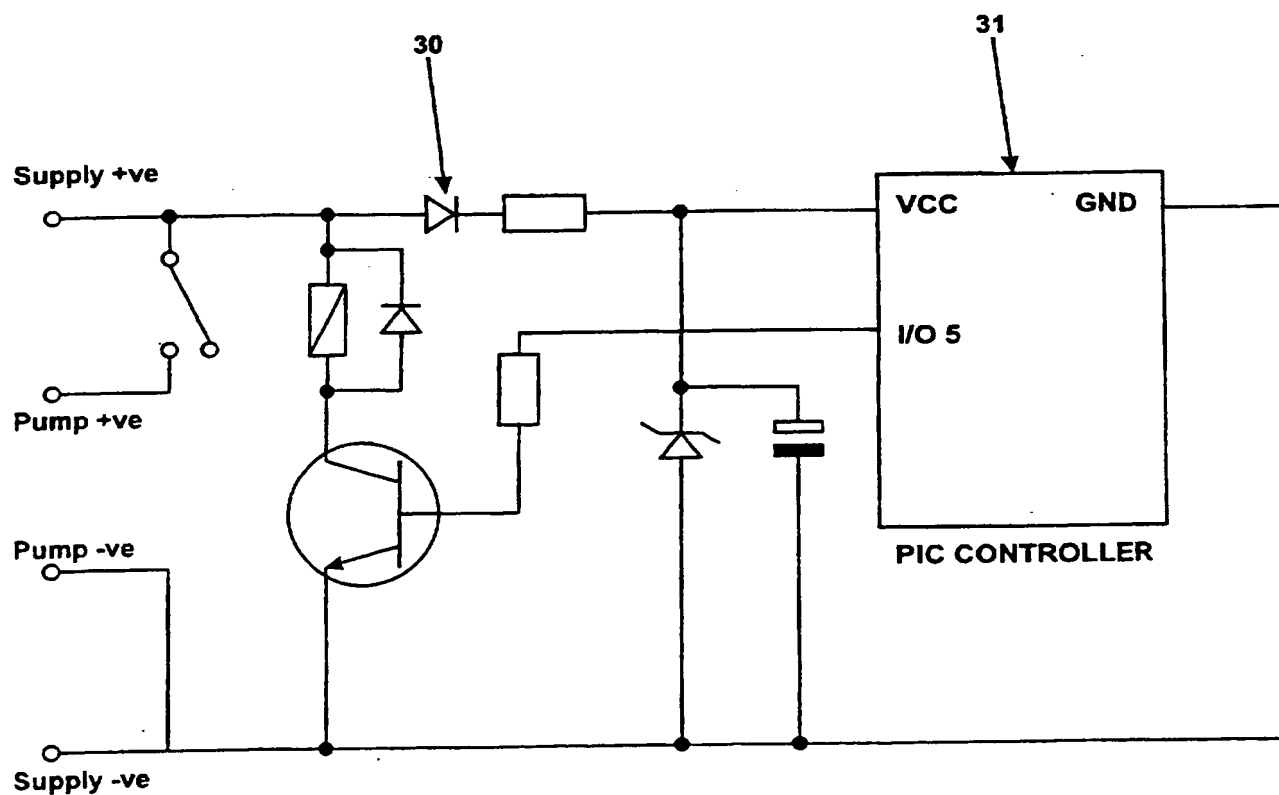 30
31
Supply +ve
VCC GND
I/O 5
Pump +ve
Pump -ve
PIC CONTROLLER
Supply -ve